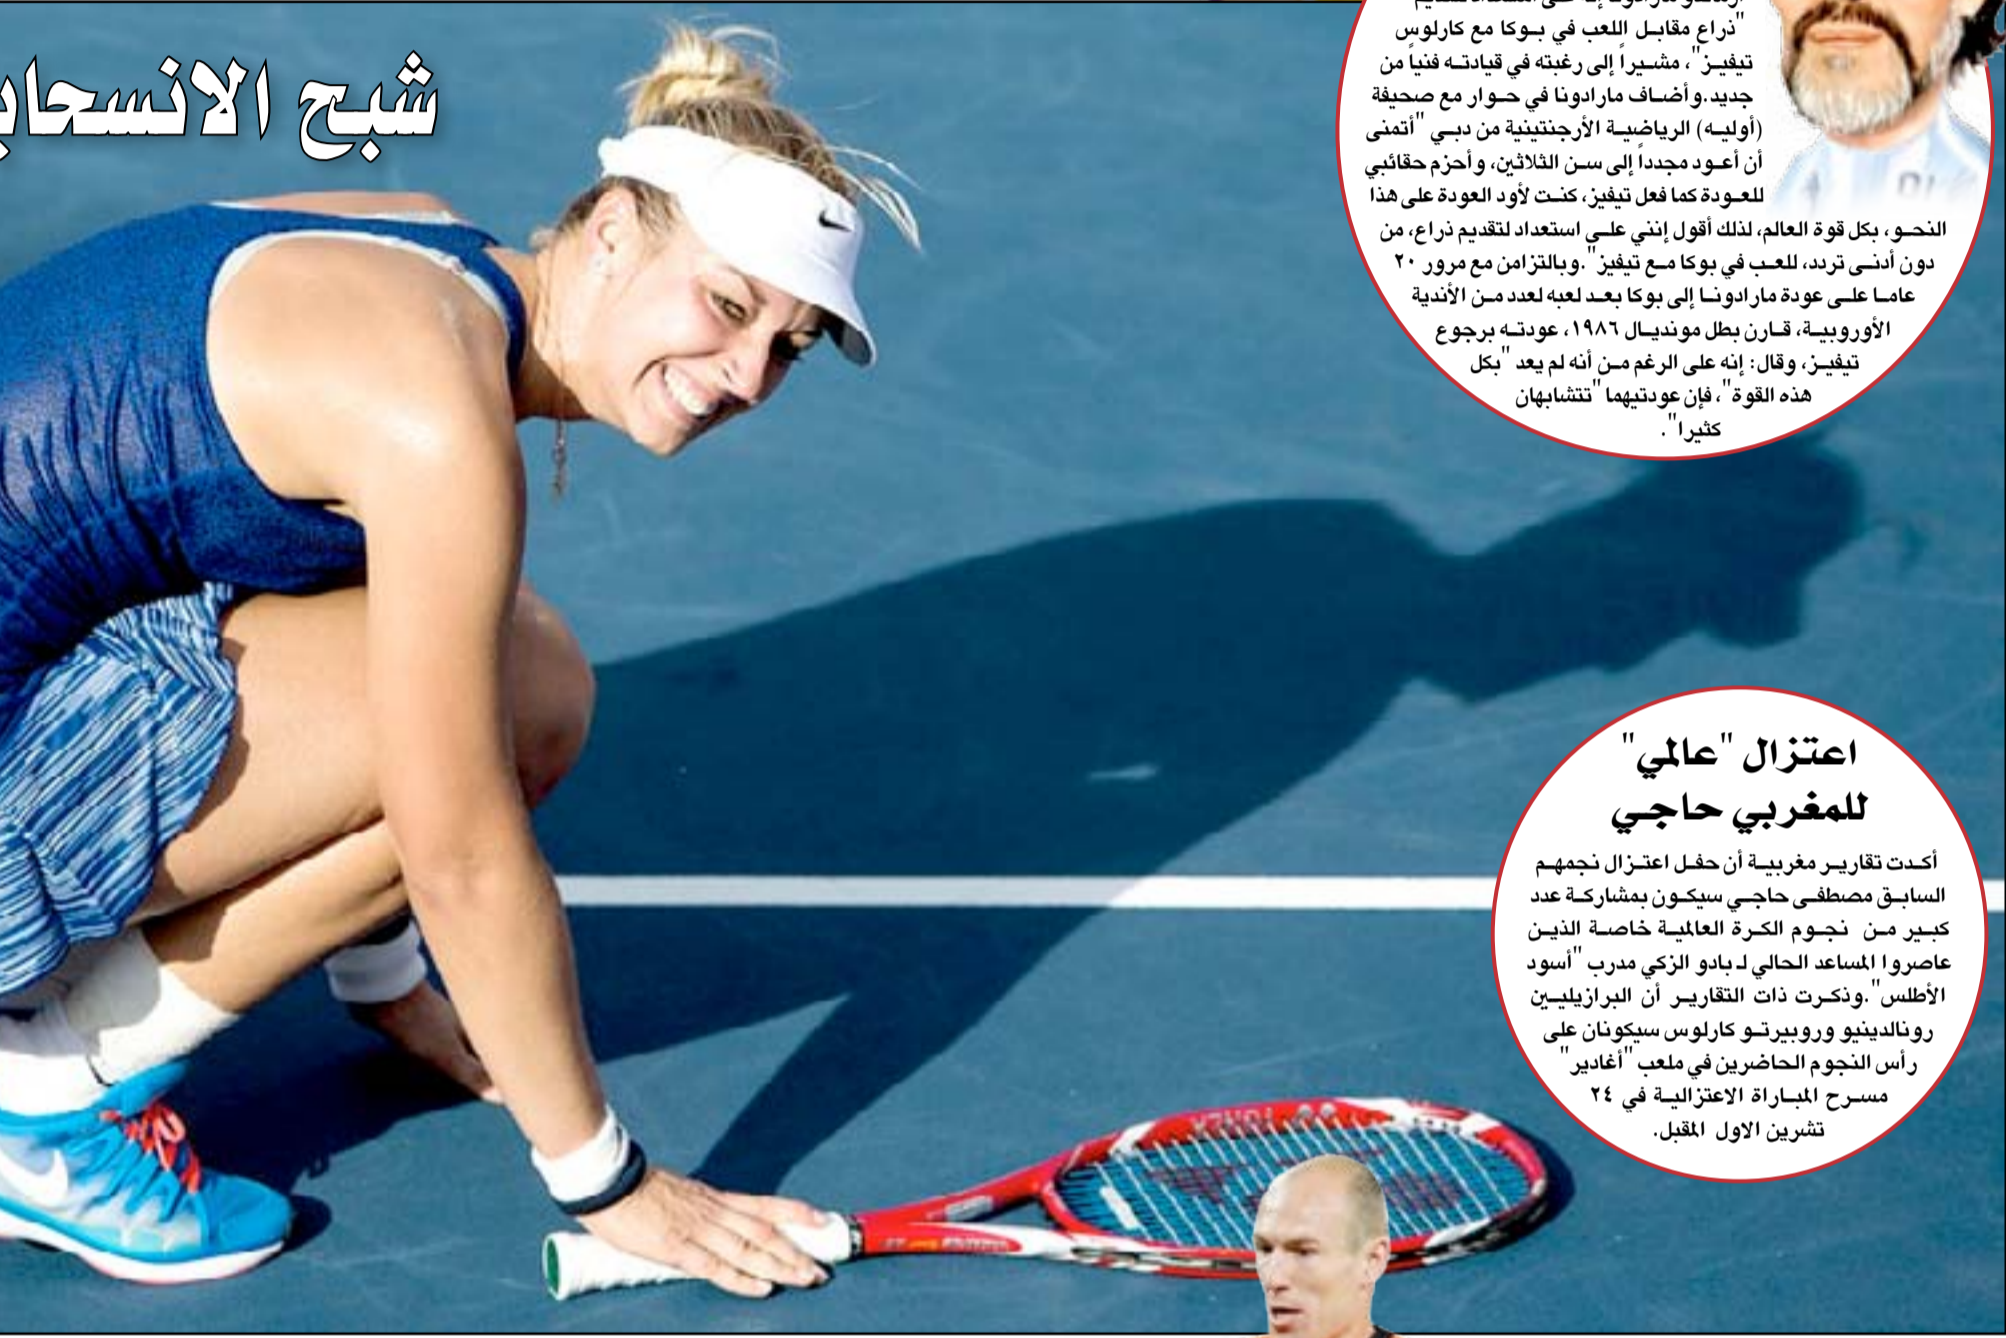 شبح الانسحاب
"ذراع مقابل اللعب في بوكا مع كارلوس
تيفيز"، مشيراً إلى رغبته في قيادته فنياً من
جديد.وأضاف مارادونا في حوار مع صحيفة
(أوليه) الرياضية الأرجنتينية من دبي "أتمنى
أن أعود مجدداً إلى سن الثلاثين، وأحزم حقائبي
للعودة كما فعل تيفيز، كنت لأود العودة على هذا
النحو، بكل قوة العالم، لذلك أقول إنني على استعداد لتقديم ذراع، من
دون أدنى تردد، للعب في بوكا مع تيفيز".وبالتزامن مع مرور ٢٠
عاما على عودة مارادونا إلى بوكا بعد لعبه لعدد من الأندية
الأوروبية، قارن بطل مونديال ١٩٨٦، عودته برجوع
تيفيز، وقال: إنه على الرغم من أنه لم يعد "بكل
هذه القوة"، فإن عودتيهما "تتشابهان
كثيرا".
اعتزال "عالمي"
للمغربي حاجي
أكدت تقارير مغربية أن حفل اعتزال نجمهم
السابق مصطفى حاجي سيكون بمشاركة عدد
كبير من نجوم الكرة العالمية خاصة الذين
عاصروا المساعد الحالي لـ بادو الزكي مدرب "أسود
الأطلس".وذكرت ذات التقارير أن البرازيليين
رونالدينيو وروبيرتو كارلوس سيكونان على
رأس النجوم الحاضرين في ملعب "أغادير"
مسرح المباراة الاعتزالية في ٢٤
تشرين الاول المقبل.